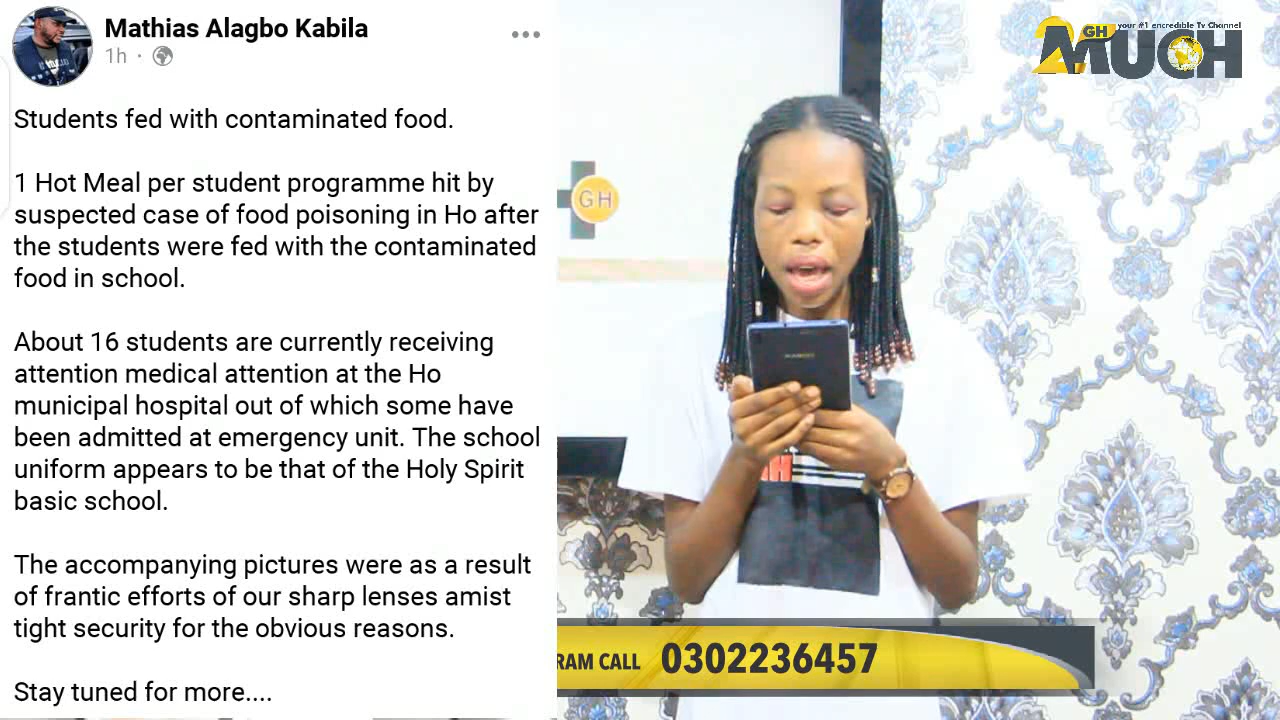 Mathias Alagbo Kabila
1h ·
Students fed with contaminated food.
1 Hot Meal per student programme hit by
suspected case of food poisoning in Ho after
the students were fed with the contaminated
food in school.
About 16 students are currently receiving
attention medical attention at the Ho
municipal hospital out of which some have
been admitted at emergency unit. The school
uniform appears to be that of the Holy Spirit
basic school.
The accompanying pictures were as a result
of frantic efforts of our sharp lenses amist
tight security for the obvious reasons.
Stay tuned for more....
your #1 encredible Tv Channel
2MUCH
GH
GH
RAM CALL 0302236457